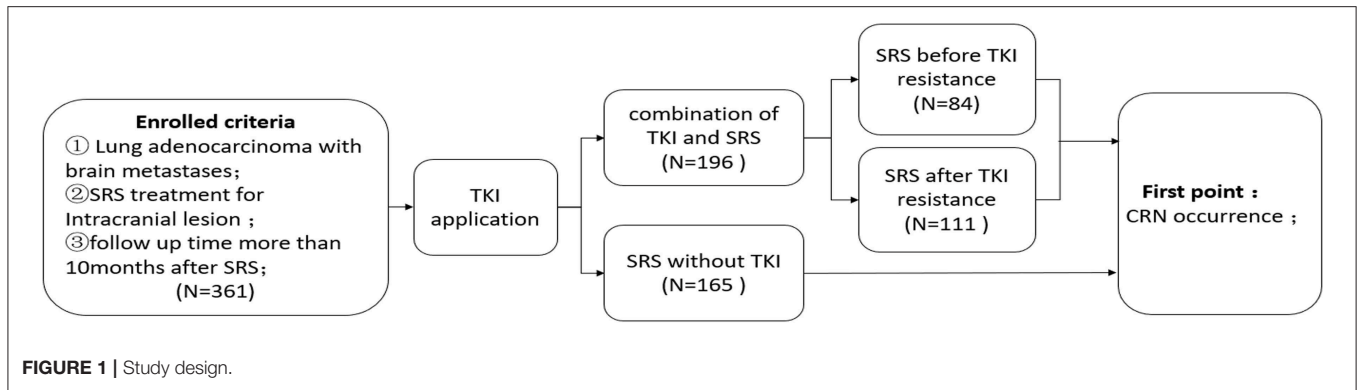 Enrolled criteria
① Lung adenocarcinoma with
brain metastases;
②SRS treatment for
Intracranial lesion ;
③follow up time more than
10months after SRS;
(N=361)
TKI
application
combination of
TKI and SRS
(N=196 )
SRS without TKI
(N=165 )
SRS before TKI
resistance
(N=84)
SRS after TKI
resistance
(N=111 )
First point :
CRN occurrence ;
FIGURE 1 | Study design.